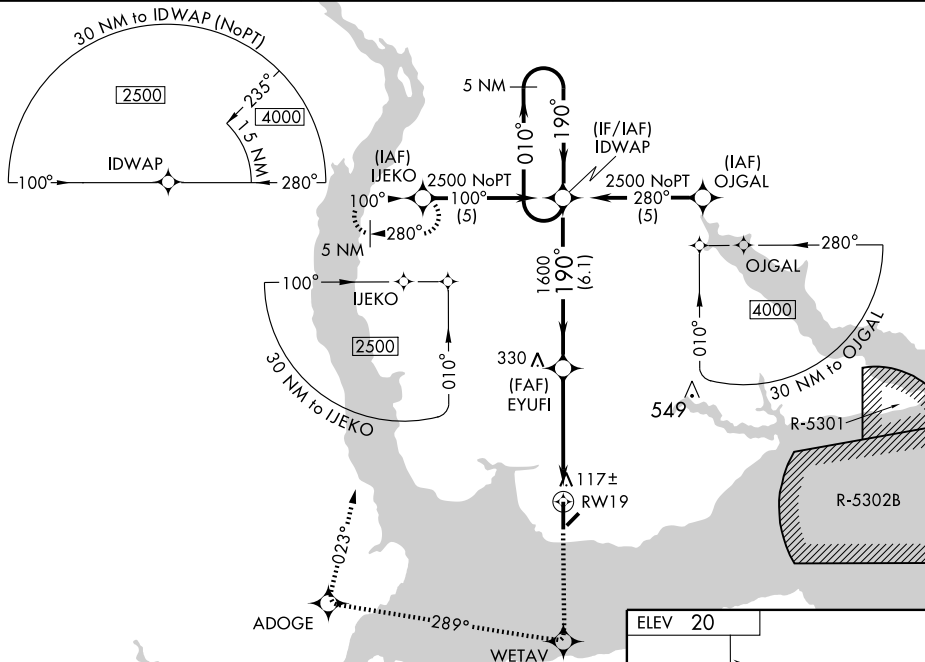 30 NM to IDWAP (NoPT)
2500
235°
4000
15 NM
IDWAP
100°
280°
5 NM
010°
190°
(IF/IAF)
IDWAP
(IAF)
IJEKO
2500 NoPT
100°
(5)
100°
280°
5 NM
(IAF)
OJGAL
2500 NoPT
280°
(5)
1600
190°
(6.1)
100°
IJEKO
2500
010°
30 NM to IJEKO
280°
OJGAL
4000
010°
30 NM to OJGAL
330
(FAF)
EYUFI
549
R-5301
R-5302B
117±
RW19
023°
ADOGE
289°
WETAV
ELEV 20